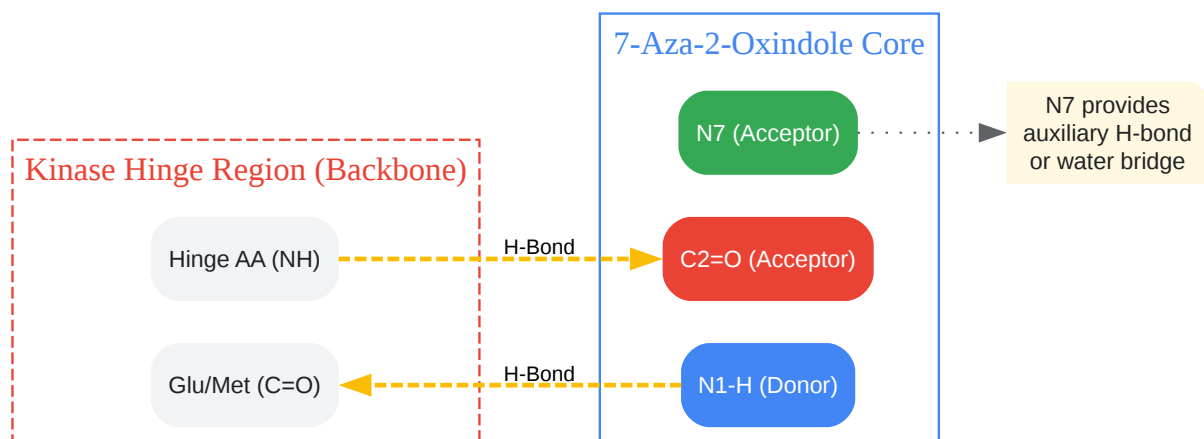 7-Aza-2-Oxindole Core
N7 (Acceptor)
N7 provides
auxiliary H-bond
or water bridge
Kinase Hinge Region (Backbone)
Hinge AA (NH)
H-Bond
C2=O (Acceptor)
Glu/Met (C=O)
H-Bond
N1-H (Donor)